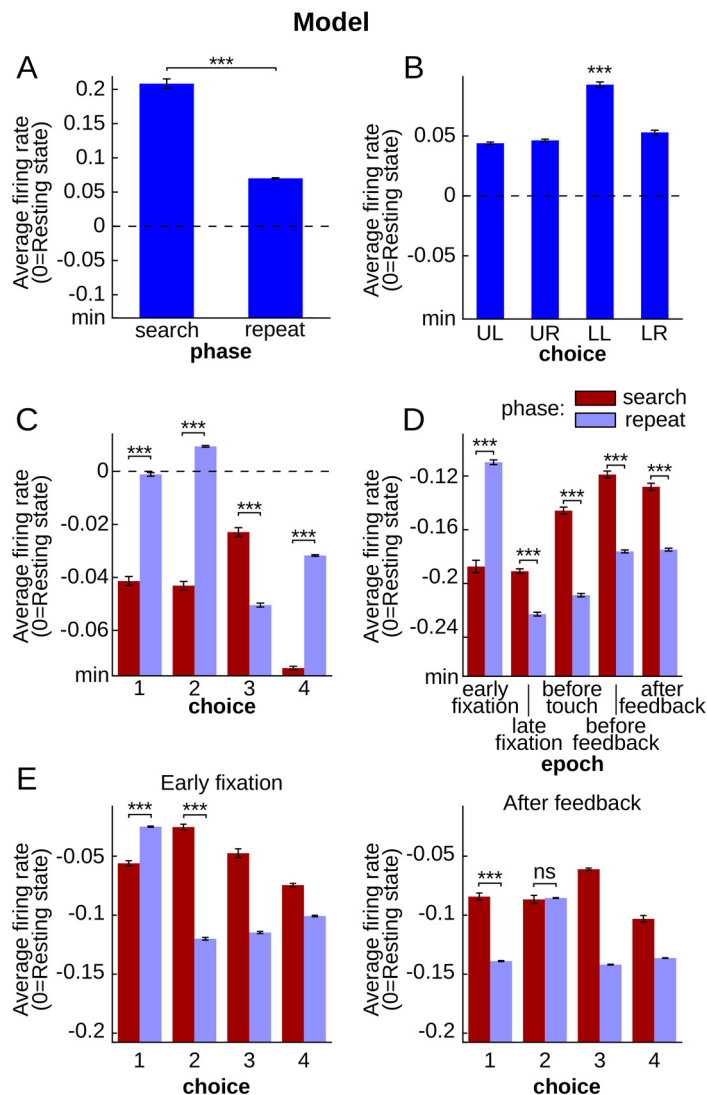 Model
A
Average firing rate
(0=Resting state)
0.2
0.15
0.1
0.05
0
-0.05
-0.1
min
***
search
repeat
phase
B
Average firing rate
(0=Resting state)
0.05
0
-0.05
min
***
UL
UR
LL
LR
choice
C
Average firing rate
(0=Resting state)
0
-0.02
-0.04
-0.06
min
***
***
***
***
1
2
3
4
choice
D
phase:
search
repeat
Average firing rate
(0=Resting state)
-0.12
-0.16
-0.2
-0.24
min
***
***
***
***
***
early
fixation
late
fixation
before
touch
before
feedback
after
feedback
epoch
E
Early fixation
Average firing rate
(0=Resting state)
-0.05
-0.1
-0.15
-0.2
***
***
1
2
3
4
choice
After feedback
Average firing rate
(0=Resting state)
-0.05
-0.1
-0.15
-0.2
***
ns
1
2
3
4
choice